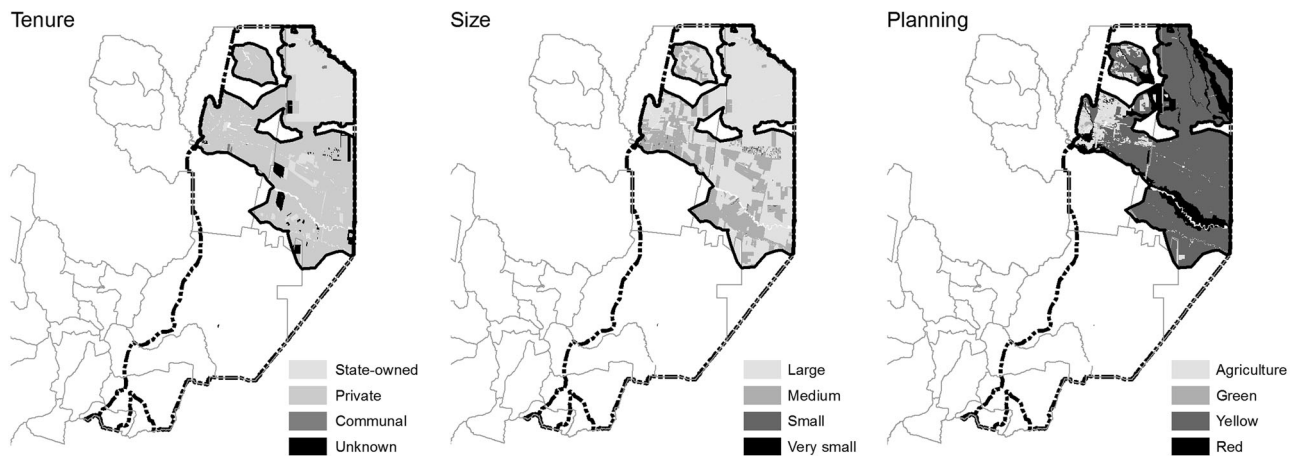 Tenure
State-owned
Private
Communal
Unknown
Size
Large
Medium
Small
Very small
Planning
Agriculture
Green
Yellow
Red